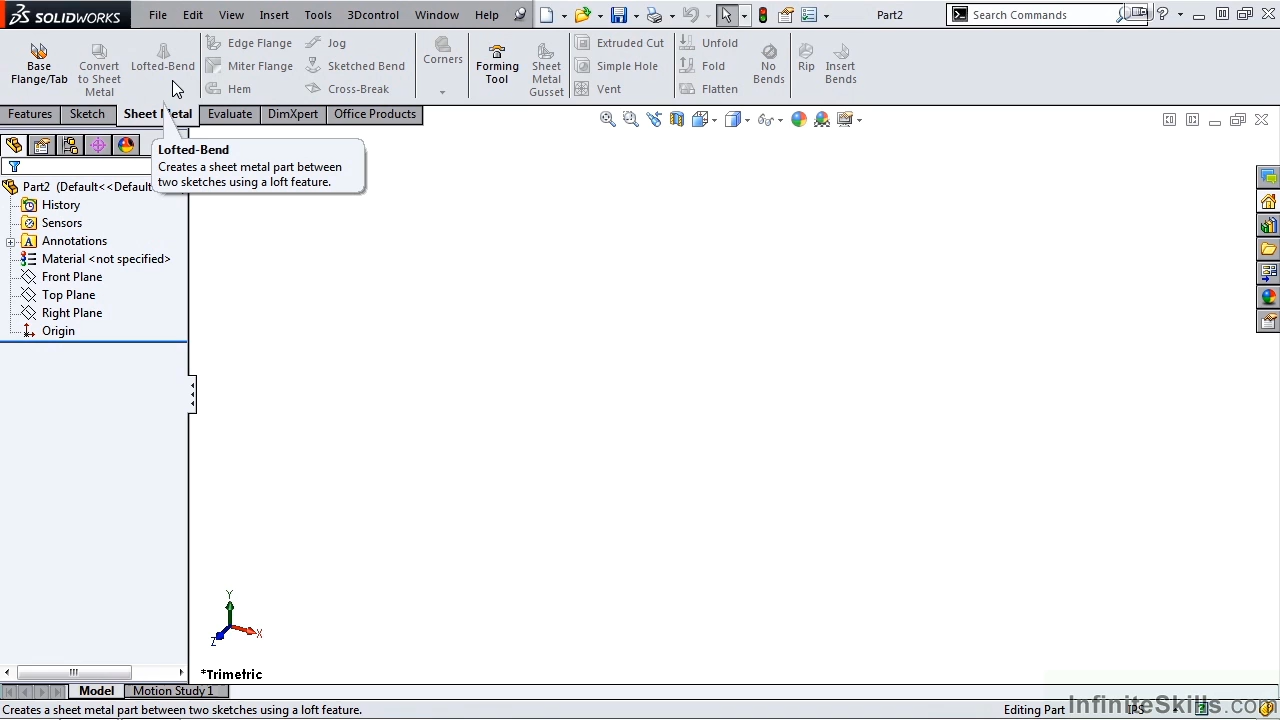 SOLIDWORKS File Edit View Insert Tools 3Dcontrol Window Help Part2 Search Commands
Base Flange/Tab
Convert to Sheet Metal
Lofted-Bend
Edge Flange
Miter Flange
Hem
Jog
Sketched Bend
Cross-Break
Corners
Forming Tool
Sheet Metal Gusset
Extruded Cut
Simple Hole
Vent
Unfold
Fold
Flatten
No Bends
Rip
Insert Bends
Features Sketch Sheet Metal Evaluate DimXpert Office Products
Lofted-Bend
Creates a sheet metal part between
two sketches using a loft feature.
Part2 (Default<<Default
History
Sensors
Annotations
Material <not specified>
Front Plane
Top Plane
Right Plane
Origin
Y
X
Z
*Trimetric
Model Motion Study 1
Creates a sheet metal part between two sketches using a loft feature.
Editing Part
IPS
InfiniteSkills.com